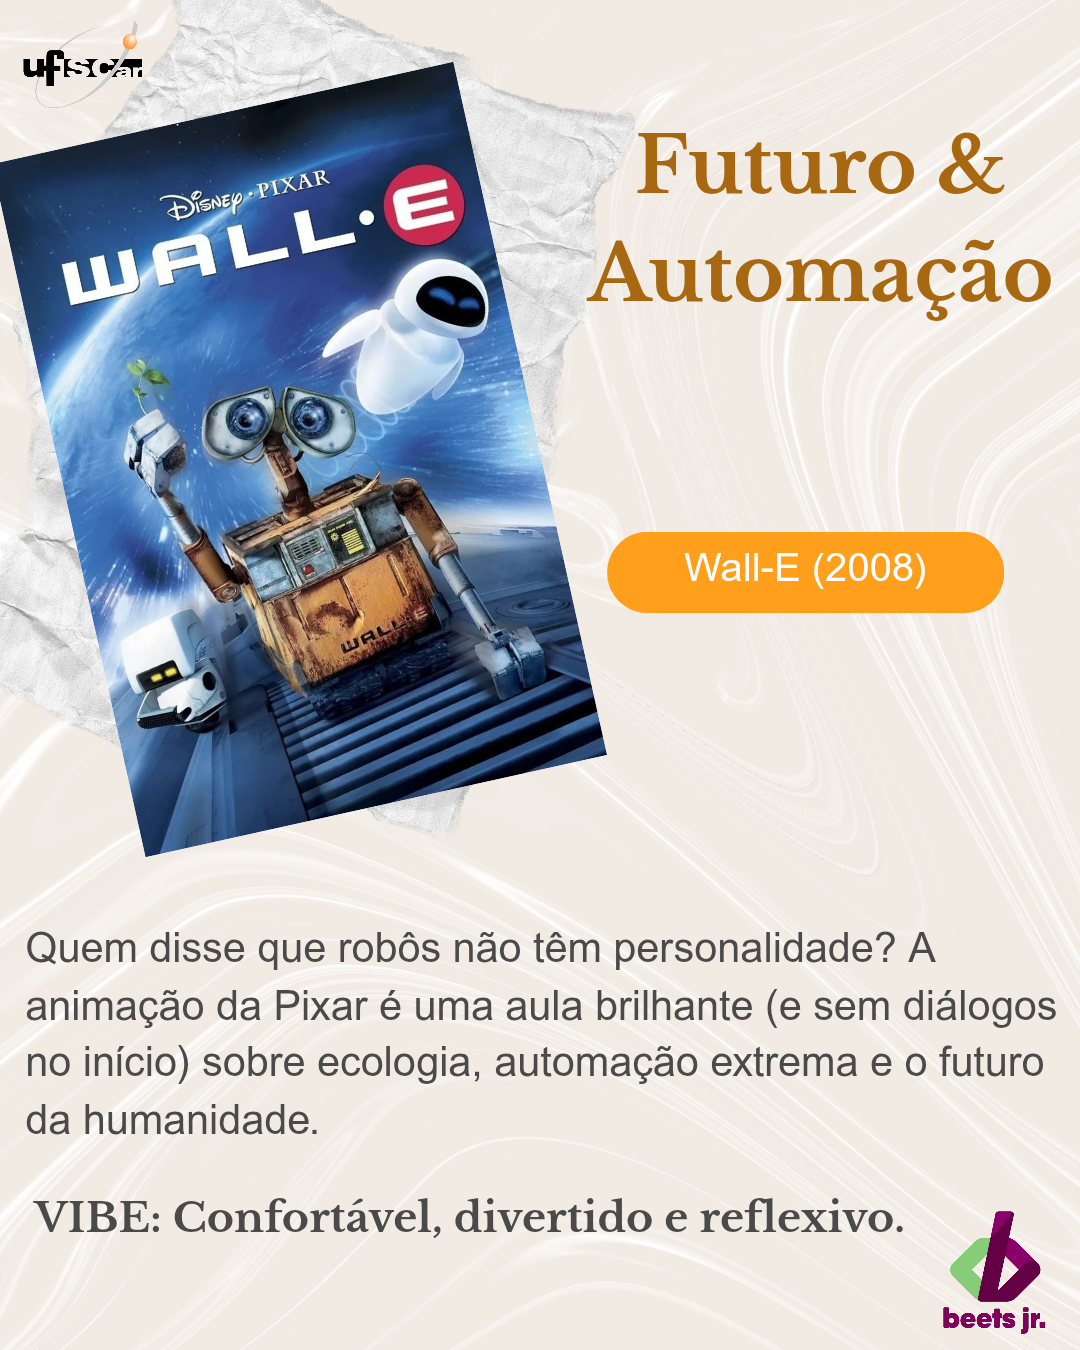 ufscar
Futuro &
Automação
DISNEY · PIXAR
WALL·E
WALL·E
Wall-E (2008)
Quem disse que robôs não têm personalidade? A
animação da Pixar é uma aula brilhante (e sem diálogos
no início) sobre ecologia, automação extrema e o futuro
da humanidade.
VIBE: Confortável, divertido e reflexivo.
beets jr.